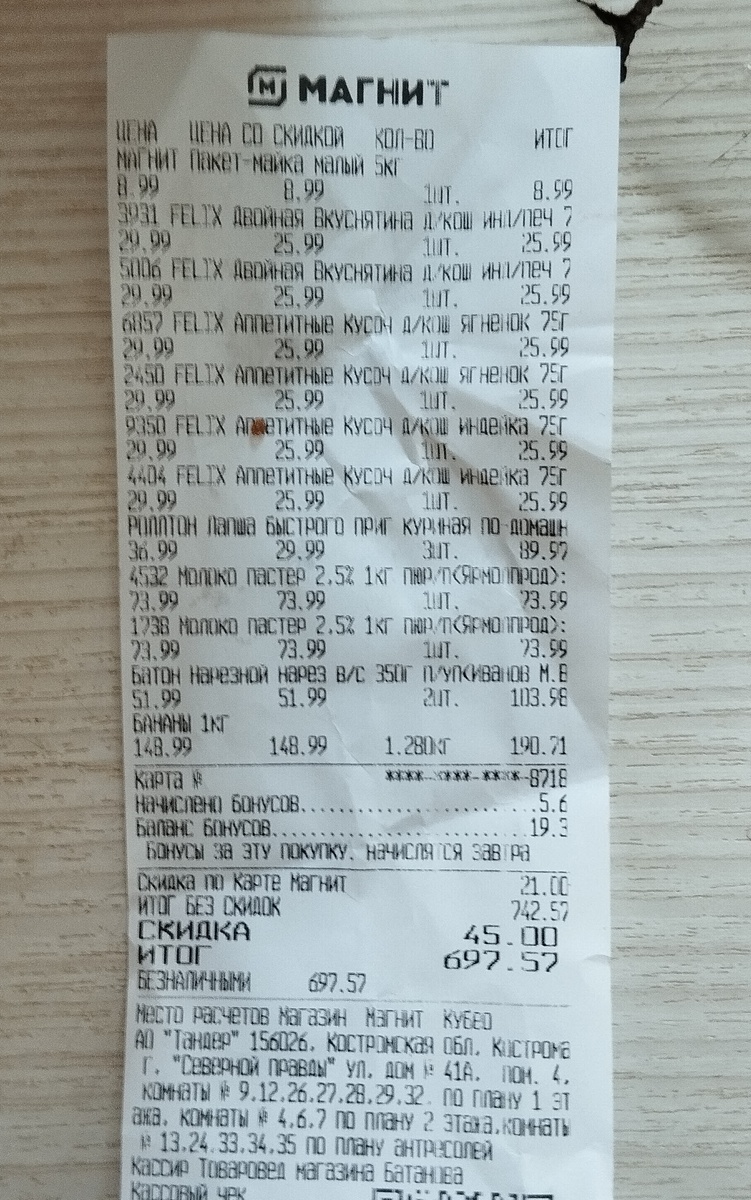 МАГНИТ
ЦЕНА ЦЕНА СО СКИДКОЙ КОЛ-ВО ИТОГ
МАГНИТ Пакет-майка малый 5кг
8.99 8.99 1шт. 8.99
3931 FELIX Двойная Вкуснятина д/кош инд/печ 7
29.99 25.99 1шт. 25.99
5006 FELIX Двойная Вкуснятина д/кош инд/печ 7
29.99 25.99 1шт. 25.99
6857 FELIX Аппетитные Кусоч д/кош ягненок 75г
29.99 25.99 1шт. 25.99
2450 FELIX Аппетитные Кусоч д/кош ягненок 75г
29.99 25.99 1шт. 25.99
9350 FELIX Аппетитные Кусоч д/кош индейка 75г
29.99 25.99 1шт. 25.99
4404 FELIX Аппетитные Кусоч д/кош индейка 75г
29.99 25.99 1шт. 25.99
РОЛЛТОН Лапша быстрого приг куриная по-домашн
36.99 29.99 3шт. 89.97
4532 Молоко пастер 2,5% 1кг пюр/п(Ярмолпрод):
73.99 73.99 1шт. 73.99
1738 Молоко пастер 2,5% 1кг пюр/п(Ярмолпрод):
73.99 73.99 1шт. 73.99
Батон Нарезной нарез в/с 350г п/уп(Иванов М.В
51.99 51.99 2шт. 103.98
БАНАНЫ 1КГ
148.99 148.99 1.280кг 190.71
Карта № ****-****-****-8718
Начислено бонусов.....................5.6
Баланс бонусов.......................19.3
Бонусы за эту покупку, начислятся завтра
Скидка по Карте Магнит 21.00
ИТОГ БЕЗ СКИДОК 742.57
СКИДКА 45.00
ИТОГ 697.57
БЕЗНАЛИЧНЫМИ 697.57
Место расчетов Магазин Магнит Кубео
АО "Тандер" 156026, Костромская обл, Кострома
г, "Северной правды" ул, дом № 41А, пом. 4,
комнаты № 9,12,26,27,28,29,32 по плану 1 эт
ажа, комнаты № 4,6,7 по плану 2 этажа,комнаты
№ 13,24,33,34,35 по плану антресолей
Кассир Товаровед магазина Батанова
Кассовый чек